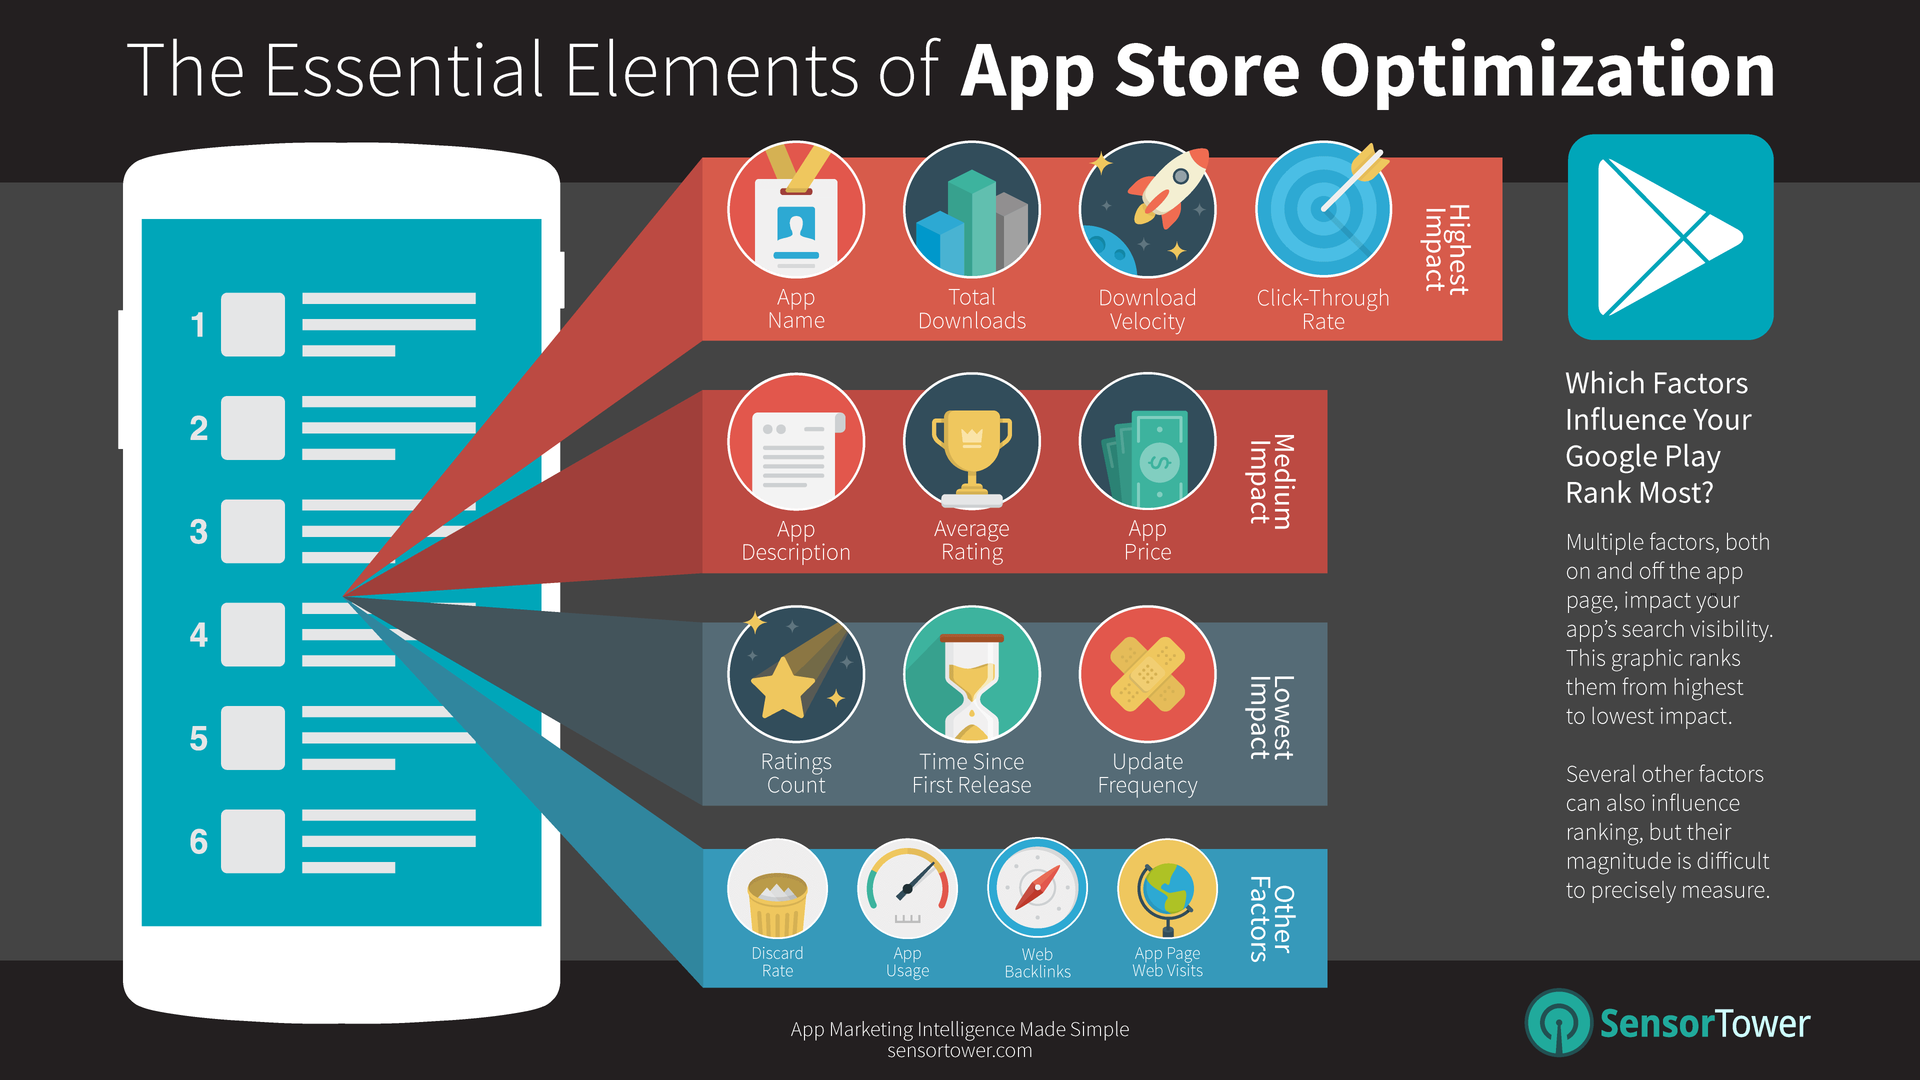 The Essential Elements of App Store Optimization
1
2
3
4
5
6
App
Name
Total
Downloads
Download
Velocity
Click-Through
Rate
Highest
Impact
App
Description
Average
Rating
App
Price
Medium
Impact
Ratings
Count
Time Since
First Release
Update
Frequency
Lowest
Impact
Discard
Rate
App
Usage
Web
Backlinks
App Page
Web Visits
Other
Factors
Which Factors
Influence Your
Google Play
Rank Most?
Multiple factors, both
on and off the app
page, impact your
app's search visibility.
This graphic ranks
them from highest
to lowest impact.
Several other factors
can also influence
ranking, but their
magnitude is difficult
to precisely measure.
App Marketing Intelligence Made Simple
sensortower.com
SensorTower